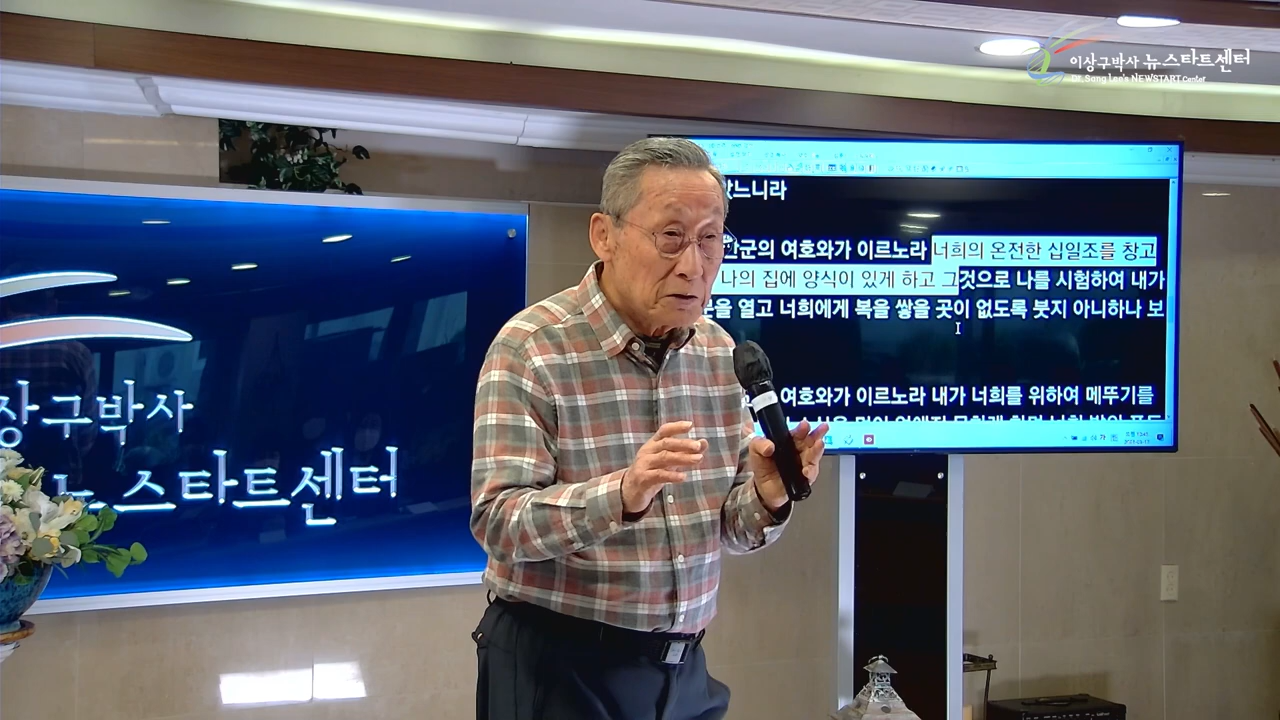 이상구박사 뉴스타트센터
Dr. Sang Lee's NEWSTART Center
았느니라
만군의 여호와가 이르노라 너희의 온전한 십일조를 창고
나의 집에 양식이 있게 하고 그것으로 나를 시험하여 내가
문을 열고 너희에게 복을 쌓을 곳이 없도록 붓지 아니하나 보
여호와가 이르노라 내가 너희를 위하여 메뚜기를
상구박사
뉴스타트센터